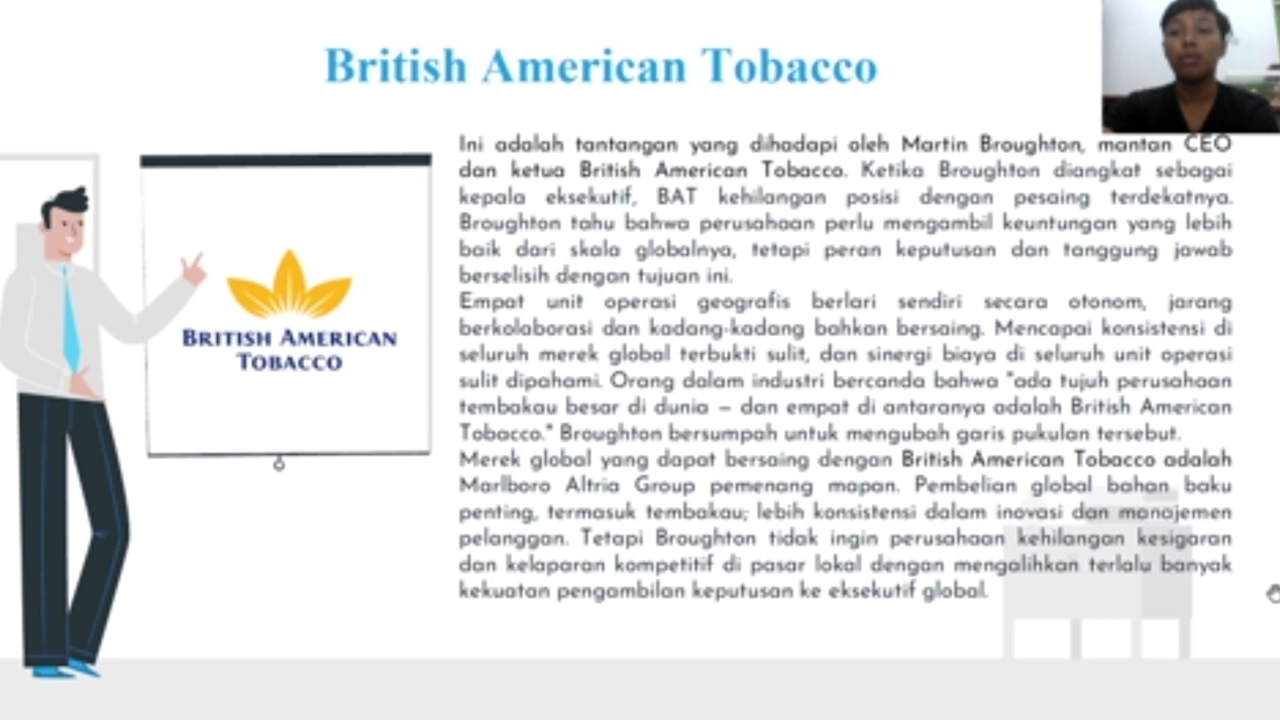 British American Tobacco
BRITISH AMERICAN
TOBACCO
Ini adalah tantangan yang dihadapi oleh Martin Broughton, mantan CEO
dan ketua British American Tobacco. Ketika Broughton diangkat sebagai
kepala eksekutif, BAT kehilangan posisi dengan pesaing terdekatnya.
Broughton tahu bahwa perusahaan perlu mengambil keuntungan yang lebih
baik dari skala globalnya, tetapi peran keputusan dan tanggung jawab
berselisih dengan tujuan ini.
Empat unit operasi geografis berlari sendiri secara otonom, jarang
berkolaborasi dan kadang-kadang bahkan bersaing. Mencapai konsistensi di
seluruh merek global terbukti sulit, dan sinergi biaya di seluruh unit operasi
sulit dipahami. Orang dalam industri bercanda bahwa "ada tujuh perusahaan
tembakau besar di dunia – dan empat di antaranya adalah British American
Tobacco." Broughton bersumpah untuk mengubah garis pukulan tersebut.
Merek global yang dapat bersaing dengan British American Tobacco adalah
Marlboro Altria Group pemenang mapan. Pembelian global bahan baku
penting, termasuk tembakau; lebih konsistensi dalam inovasi dan manajemen
pelanggan. Tetapi Broughton tidak ingin perusahaan kehilangan kesigaran
dan kelaparan kompetitif di pasar lokal dengan mengalihkan terlalu banyak
kekuatan pengambilan keputusan ke eksekutif global.